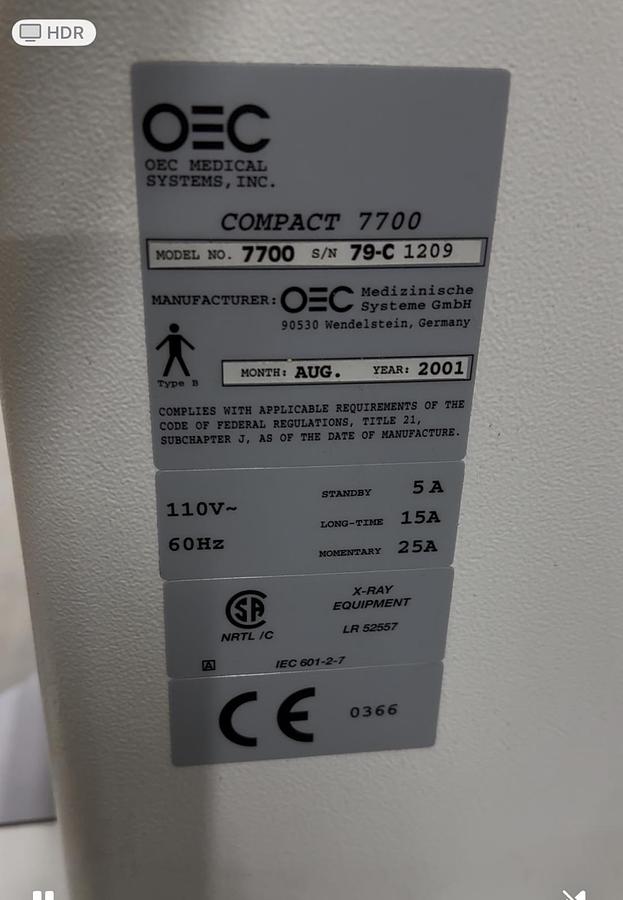 HDR
OEC
OEC MEDICAL
SYSTEMS, INC.
COMPACT 7700
MODEL NO. 7700 S/N 79-C 1209
MANUFACTURER: OEC Medizinische
Systeme GmbH
90530 Wendelstein, Germany
Type B
MONTH: AUG. YEAR: 2001
COMPLIES WITH APPLICABLE REQUIREMENTS OF THE
CODE OF FEDERAL REGULATIONS, TITLE 21,
SUBCHAPTER J, AS OF THE DATE OF MANUFACTURE.
STANDBY 5A
110V~
LONG-TIME 15A
60Hz
MOMENTARY 25A
X-RAY
EQUIPMENT
SA
NRTL /C
LR 52557
A IEC 601-2-7
CE 0366